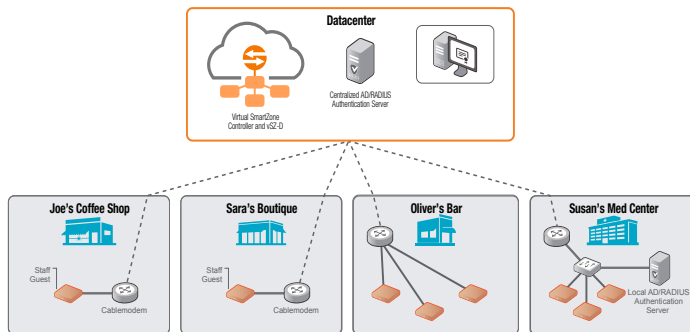 Datacenter
Virtual SmartZone
Controller and vSZ-D
Centralized AD/RADIUS
Authentication Server
Joe's Coffee Shop
Staff
Guest
Cablemodem
Sara's Boutique
Staff
Guest
Cablemodem
Oliver's Bar
Susan's Med Center
Local AD/RADIUS
Authentication
Server